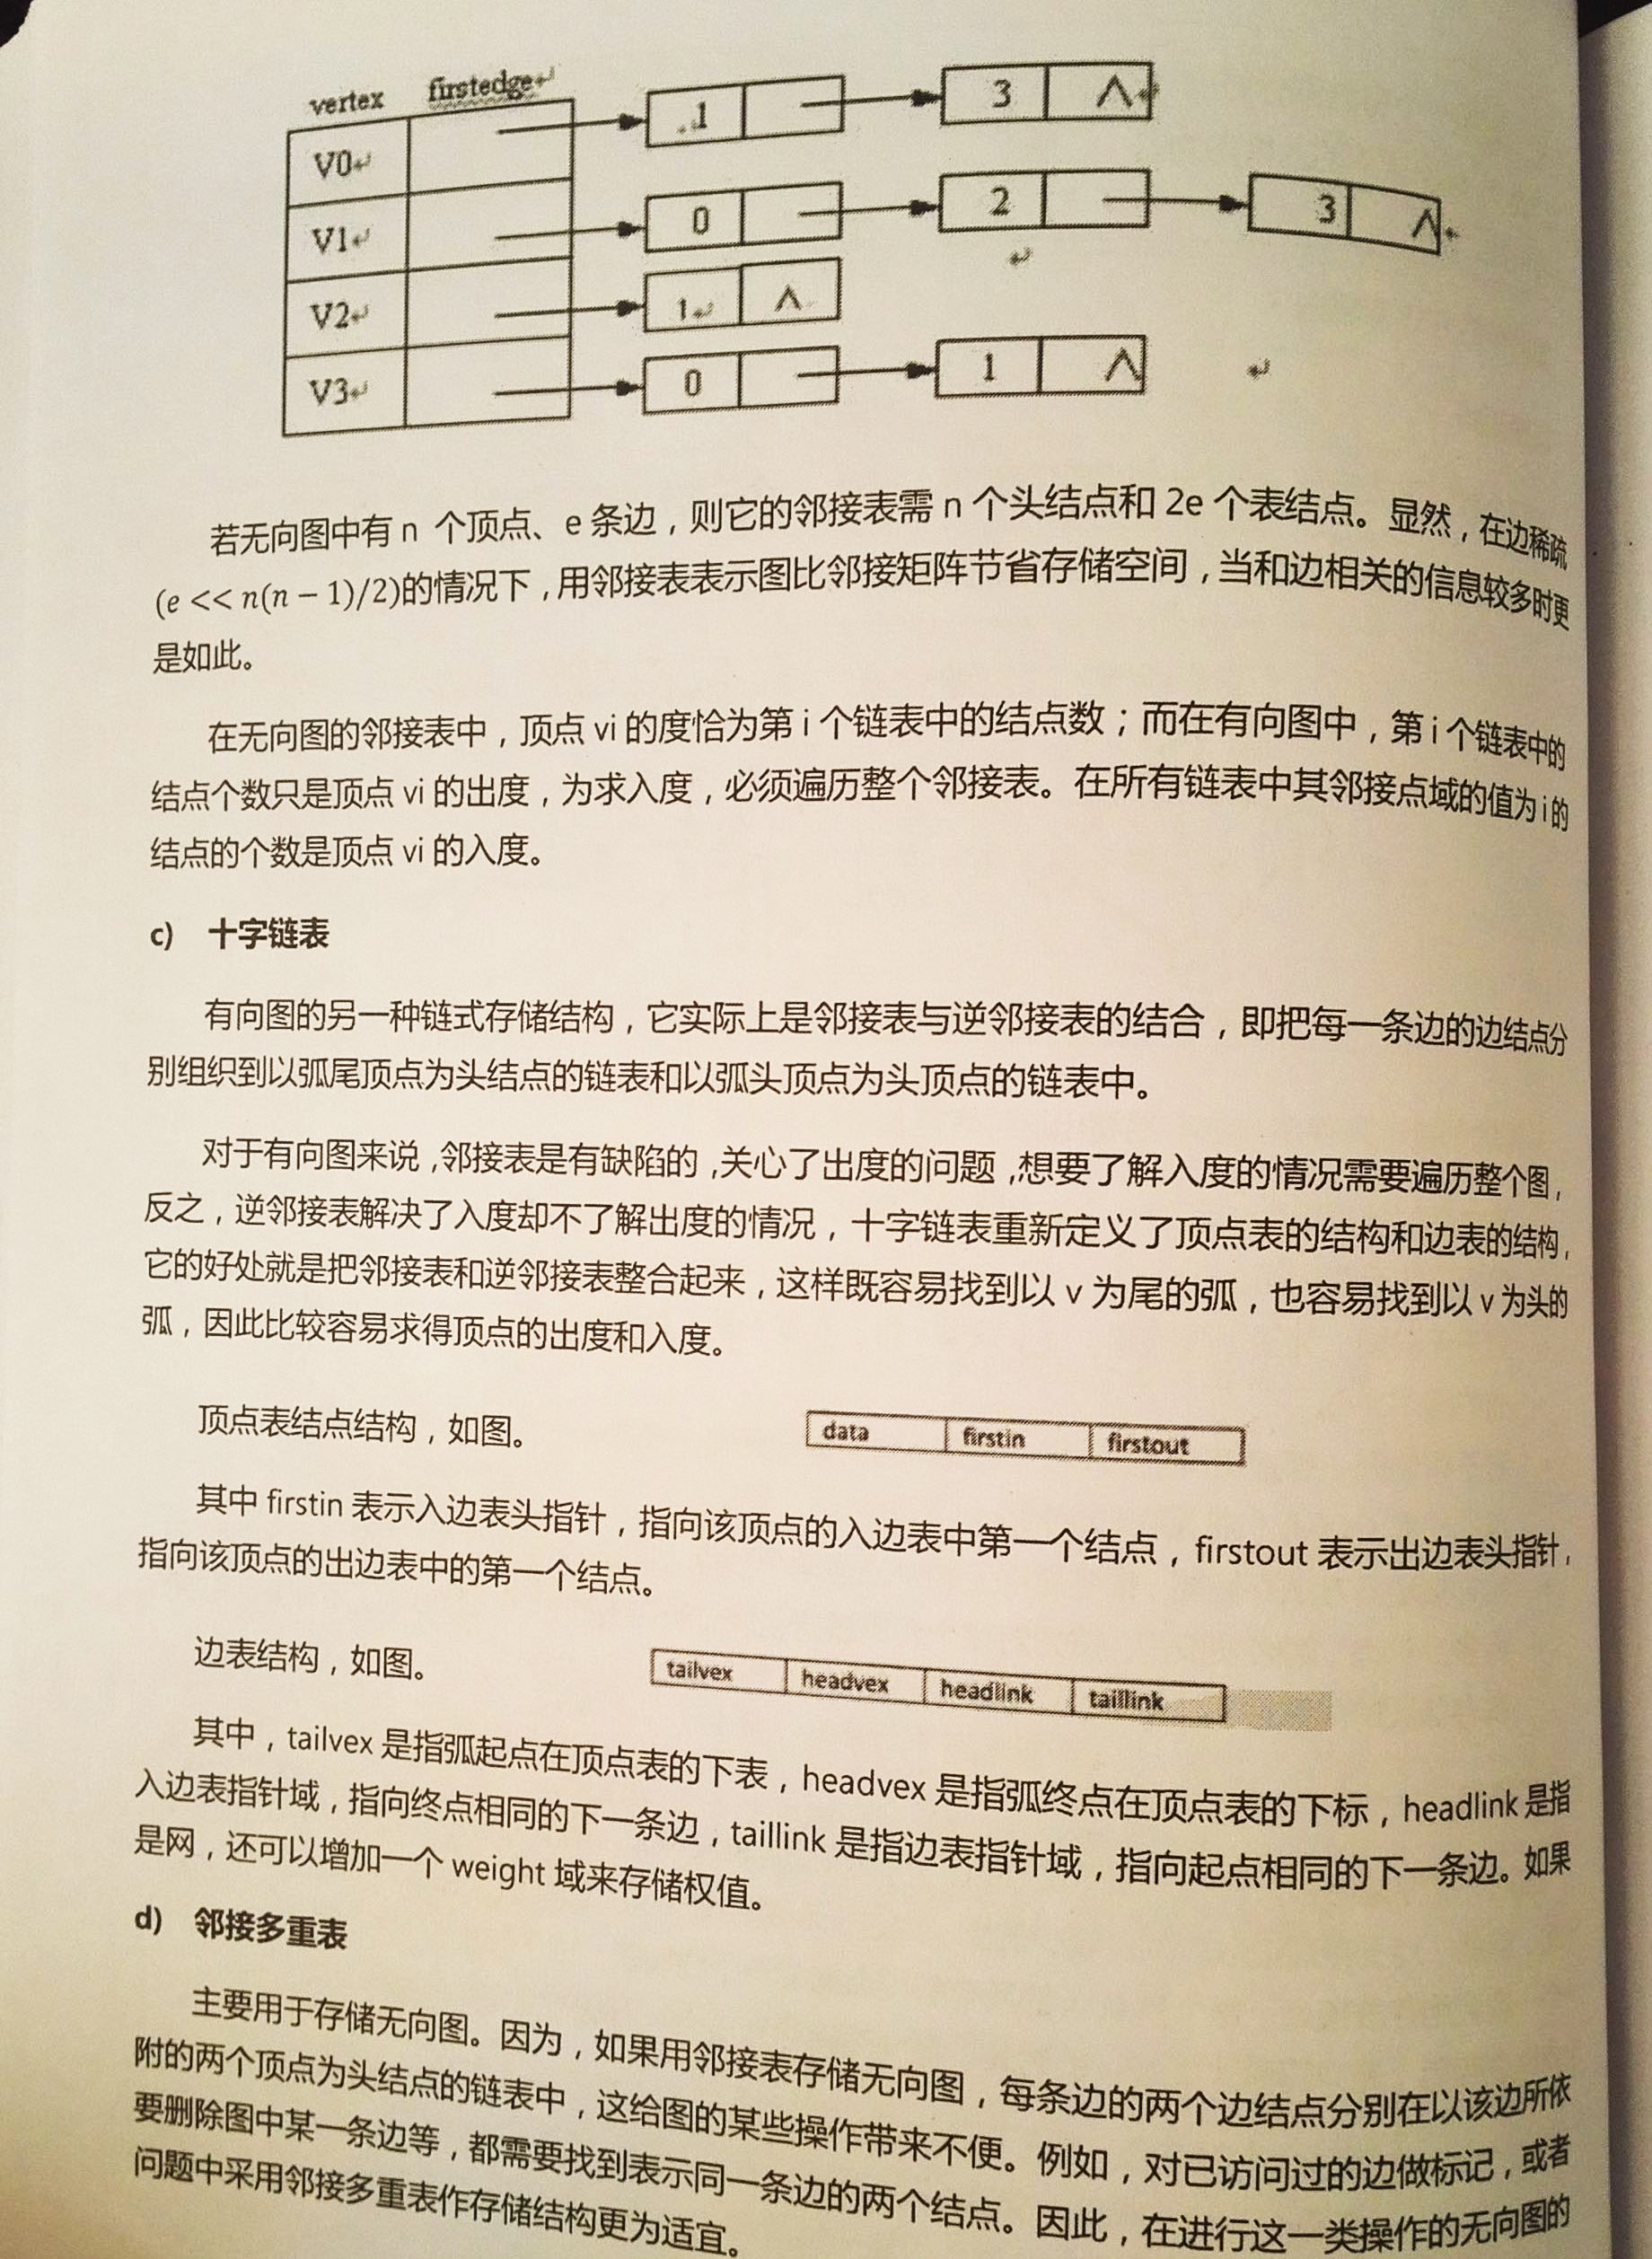 vertex firstedge
V0 1 3 ∧
V1 0 2 3 ∧
V2 1 ∧
V3 0 1 ∧
若无向图中有 n 个顶点、e 条边，则它的邻接表需 n 个头结点和 2e 个表结点。显然，在边稀疏
(e << n(n − 1)/2)的情况下，用邻接表表示图比邻接矩阵节省存储空间，当和边相关的信息较多时更
是如此。
在无向图的邻接表中，顶点 vi 的度恰为第 i 个链表中的结点数；而在有向图中，第 i 个链表中的
结点个数只是顶点 vi 的出度，为求入度，必须遍历整个邻接表。在所有链表中其邻接点域的值为 i 的
结点的个数是顶点 vi 的入度。
c) 十字链表
有向图的另一种链式存储结构，它实际上是邻接表与逆邻接表的结合，即把每一条边的边结点分
别组织到以弧尾顶点为头结点的链表和以弧头顶点为头顶点的链表中。
对于有向图来说，邻接表是有缺陷的，关心了出度的问题，想要了解入度的情况需要遍历整个图，
反之，逆邻接表解决了入度却不了解出度的情况，十字链表重新定义了顶点表的结构和边表的结构，
它的好处就是把邻接表和逆邻接表整合起来，这样既容易找到以 v 为尾的弧，也容易找到以 v 为头的
弧，因此比较容易求得顶点的出度和入度。
顶点表结点结构，如图。 data firstin firstout
其中 firstin 表示入边表头指针，指向该顶点的入边表中第一个结点，firstout 表示出边表头指针，
指向该顶点的出边表中的第一个结点。
边表结构，如图。 tailvex headvex headlink taillink
其中，tailvex 是指弧起点在顶点表的下表，headvex 是指弧终点在顶点表的下标，headlink 是指
入边表指针域，指向终点相同的下一条边，taillink 是指边表指针域，指向起点相同的下一条边。如果
是网，还可以增加一个 weight 域来存储权值。
d) 邻接多重表
主要用于存储无向图。因为，如果用邻接表存储无向图，每条边的两个边结点分别在以该边所依
附的两个顶点为头结点的链表中，这给图的某些操作带来不便。例如，对已访问过的边做标记，或者
要删除图中某一条边等，都需要找到表示同一条边的两个结点。因此，在进行这一类操作的无向图的
问题中采用邻接多重表作存储结构更为适宜。